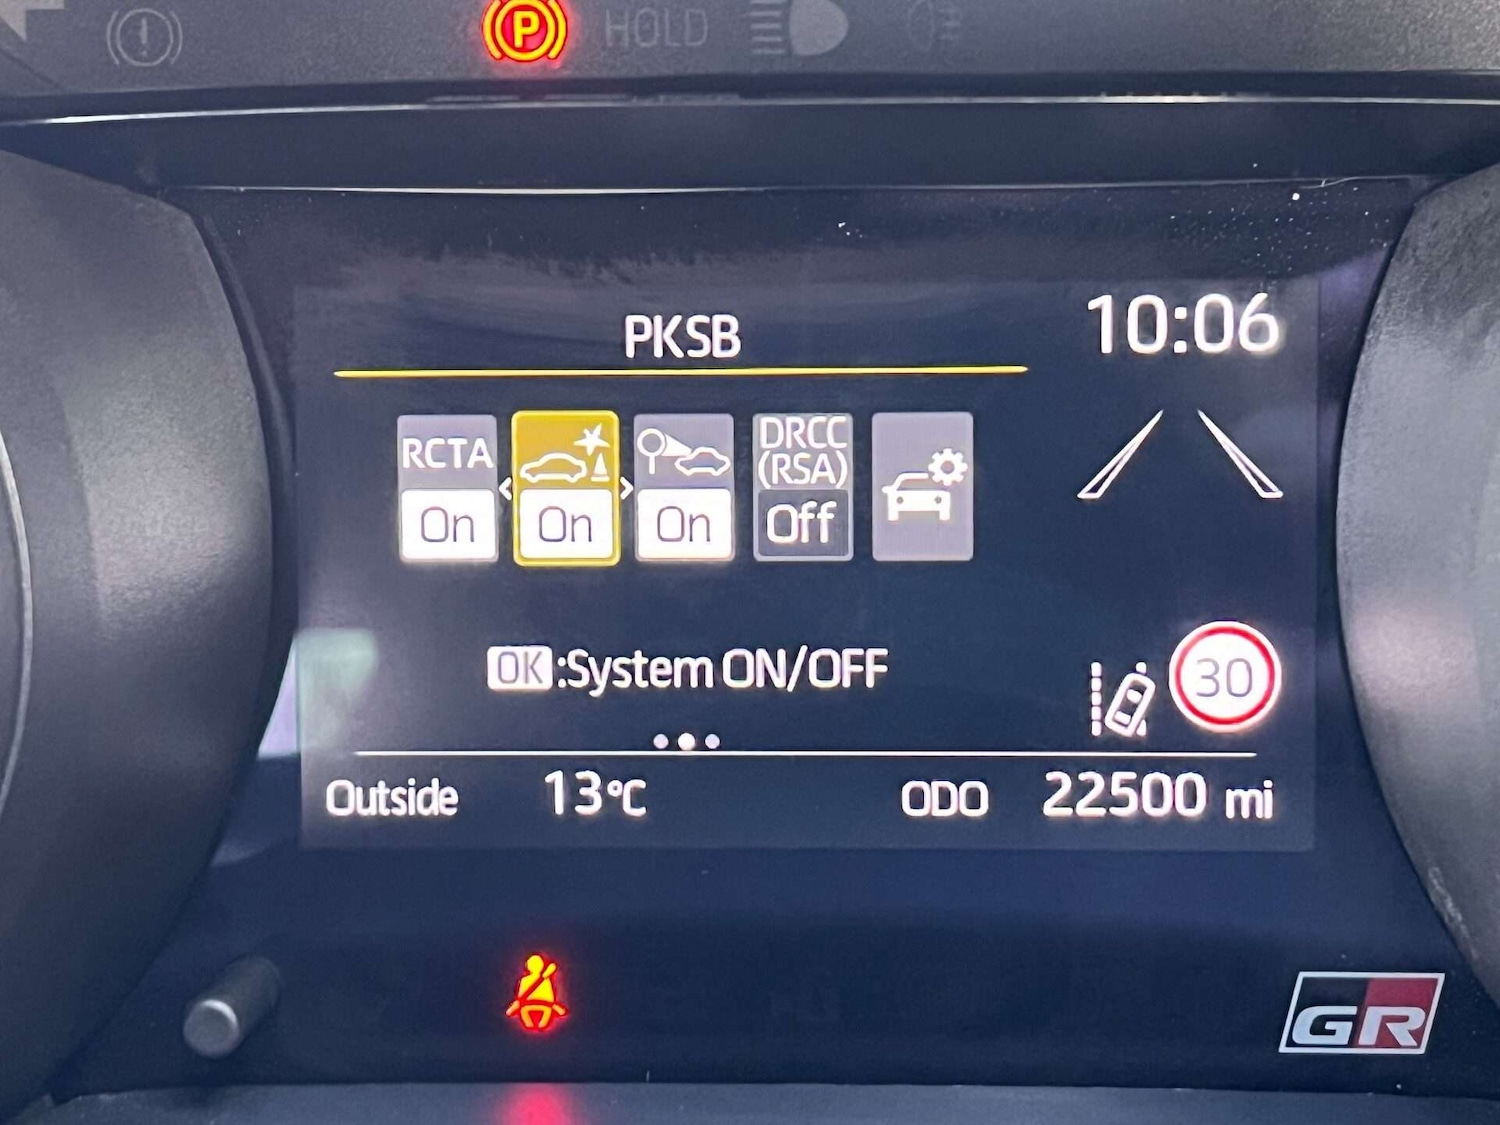 P HOLD
PKSB
10:06
RCTA
DRCC
(RSA)
On
On
On
Off
OK:System ON/OFF
30
Outside 13°C ODO 22500 mi
GR